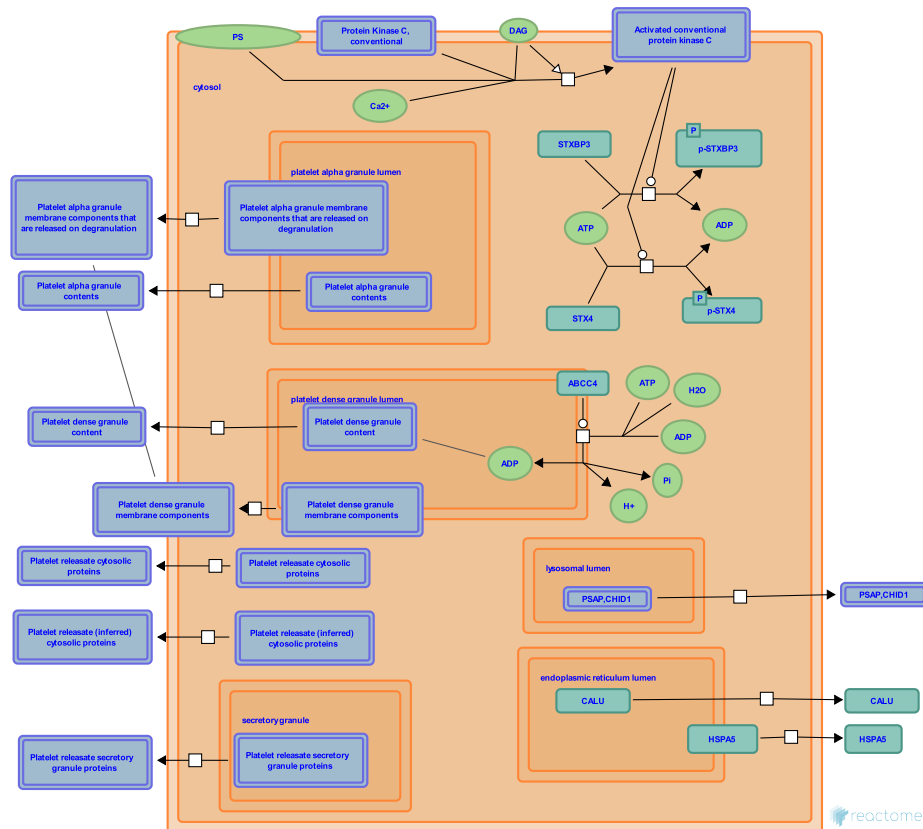 PS
Protein Kinase C,
conventional
DAG
Activated conventional
protein kinase C
cytosol
Ca2+
STXBP3
P
p-STXBP3
platelet alpha granule lumen
Platelet alpha granule
membrane components that
are released on degranulation
Platelet alpha granule membrane
components that are released on
degranulation
ATP
ADP
Platelet alpha granule
contents
Platelet alpha granule
contents
STX4
P
p-STX4
ABCC4
ATP
H2O
platelet dense granule lumen
Platelet dense granule
content
Platelet dense granule
content
ADP
ADP
Pi
H+
Platelet dense granule
membrane components
Platelet dense granule
membrane components
Platelet releasate cytosolic
proteins
Platelet releasate cytosolic
proteins
lysosomal lumen
PSAP,CHID1
PSAP,CHID1
Platelet releasate (inferred)
cytosolic proteins
Platelet releasate (inferred)
cytosolic proteins
endoplasmic reticulum lumen
CALU
CALU
HSPA5
HSPA5
secretory granule
Platelet releasate secretory
granule proteins
Platelet releasate secretory
granule proteins
reactome